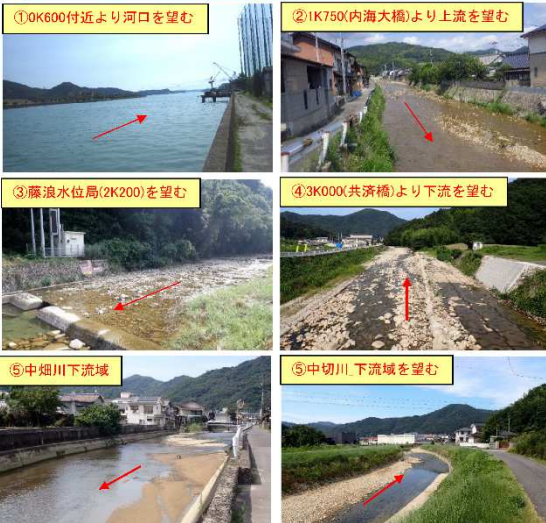 ①0K600付近より河口を望む
②1K750(内海大橋)より上流を望む
③藤浪水位局(2K200)を望む
④3K000(共済橋)より下流を望む
⑤中畑川下流域
⑤中切川_下流域を望む